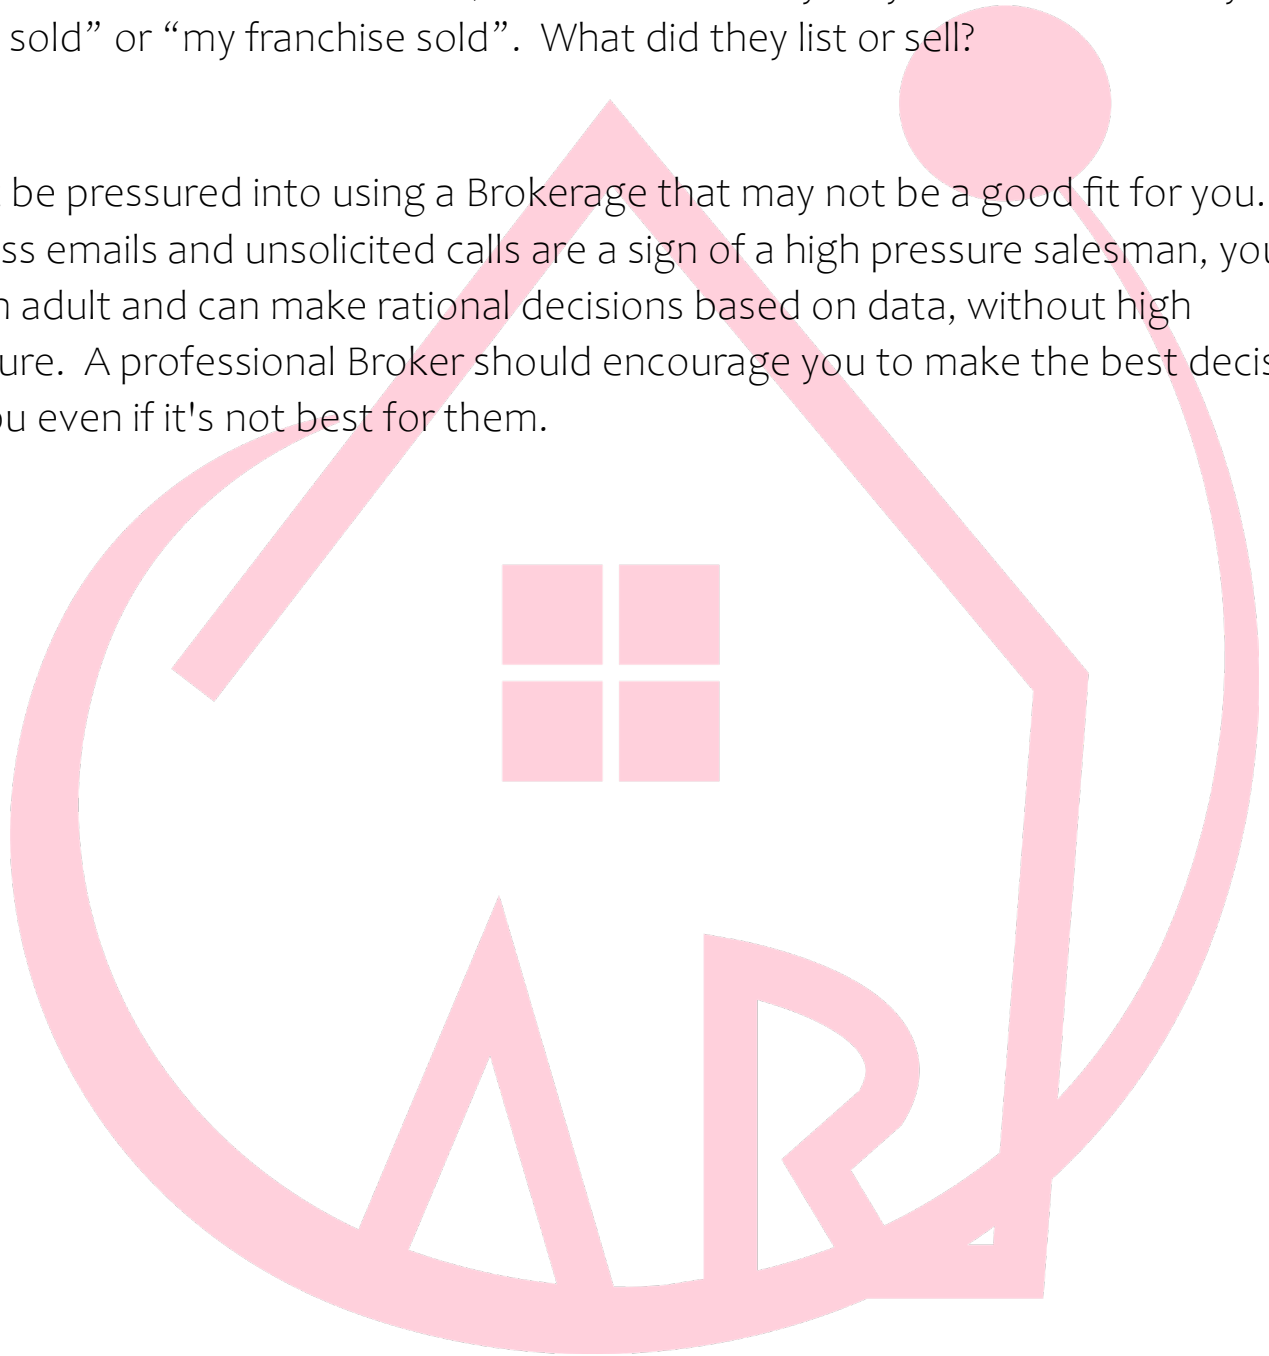 sold” or “my franchise sold”. What did they list or sell?
be pressured into using a Brokerage that may not be a good fit for you.
ss emails and unsolicited calls are a sign of a high pressure salesman, you
adult and can make rational decisions based on data, without high
ure. A professional Broker should encourage you to make the best decis
ou even if it's not best for them.
AR